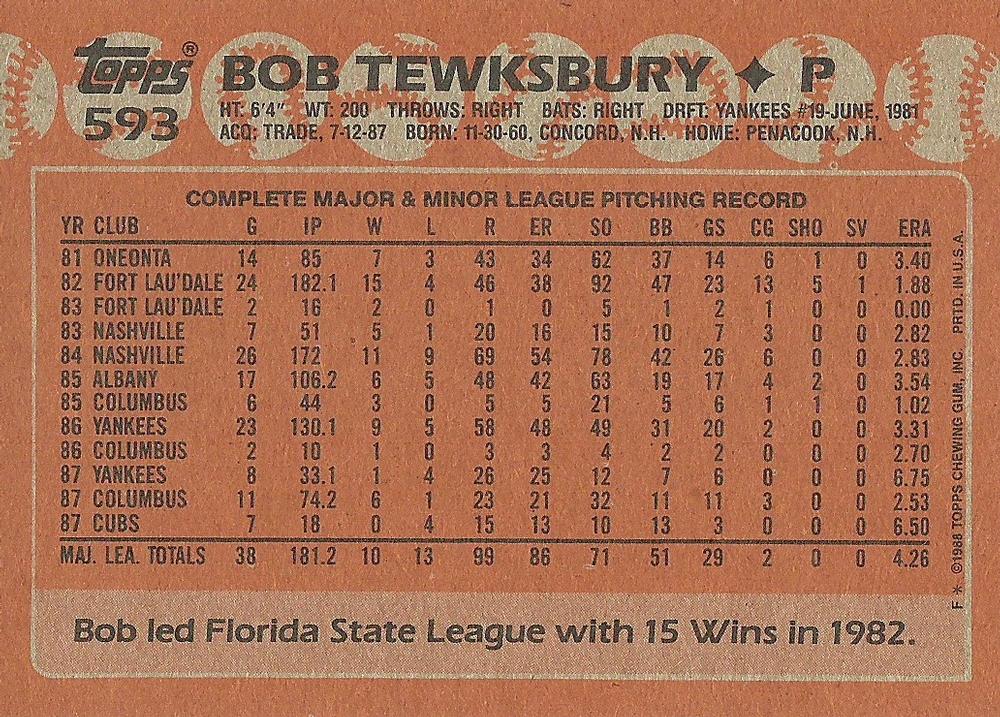 topps® BOB TEWKSBURY ✦ P
593 HT: 6'4" WT: 200 THROWS: RIGHT BATS: RIGHT DRFT: YANKEES #19-JUNE, 1981
ACQ: TRADE, 7-12-87 BORN: 11-30-60, CONCORD, N.H. HOME: PENACOOK, N.H.
COMPLETE MAJOR & MINOR LEAGUE PITCHING RECORD
YR CLUB G IP W L R ER SO BB GS CG SHO SV ERA
81 ONEONTA 14 85 7 3 43 34 62 37 14 6 1 0 3.40
82 FORT LAU'DALE 24 182.1 15 4 46 38 92 47 23 13 5 1 1.88
83 FORT LAU'DALE 2 16 2 0 1 0 5 1 2 1 0 0 0.00
83 NASHVILLE 7 51 5 1 20 16 15 10 7 3 0 0 2.82
84 NASHVILLE 26 172 11 9 69 54 78 42 26 6 0 0 2.83
85 ALBANY 17 106.2 6 5 48 42 63 19 17 4 2 0 3.54
85 COLUMBUS 6 44 3 0 5 5 21 5 6 1 1 0 1.02
86 YANKEES 23 130.1 9 5 58 48 49 31 20 2 0 0 3.31
86 COLUMBUS 2 10 1 0 3 3 4 2 2 0 0 0 2.70
87 YANKEES 8 33.1 1 4 26 25 12 7 6 0 0 0 6.75
87 COLUMBUS 11 74.2 6 1 23 21 32 11 11 3 0 0 2.53
87 CUBS 7 18 0 4 15 13 10 13 3 0 0 0 6.50
MAJ. LEA. TOTALS 38 181.2 10 13 99 86 71 51 29 2 0 0 4.26
Bob led Florida State League with 15 Wins in 1982.
F * ©1988 TOPPS CHEWING GUM, INC. PRTD. IN U.S.A.